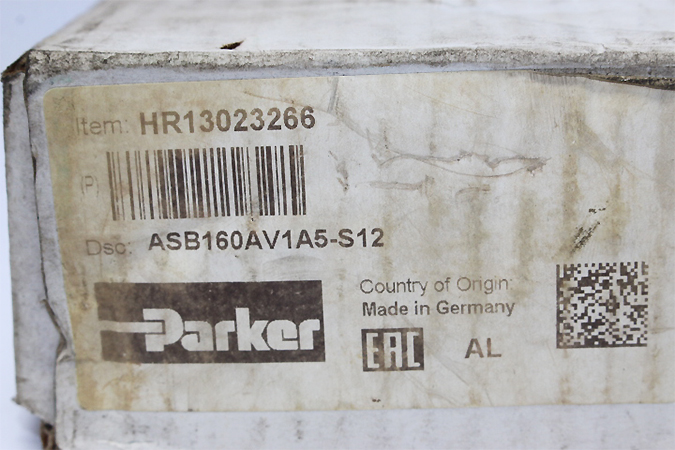 Item: HR13023266
(P)
Dsc: ASB160AV1A5-S12
Parker
Country of Origin:
Made in Germany
EAC AL